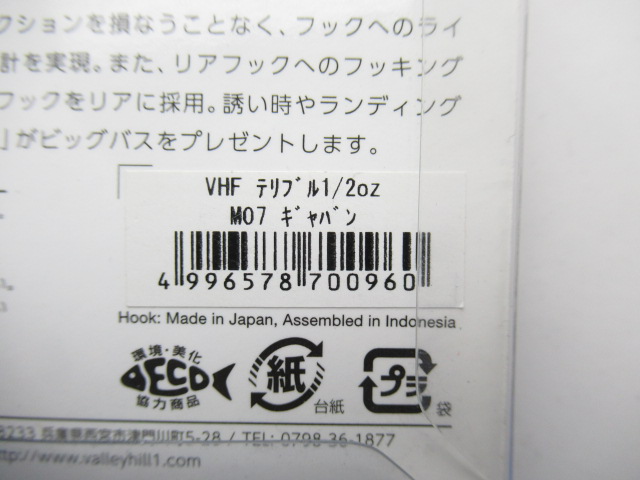 クションを損なうことなく、フックへのライ
計を実現。また、リアフックへのフッキング
フックをリアに採用。誘い時やランディング
」がビッグバスをプレゼントします。
VHF ﾃﾘﾌﾞﾙ1/2oz
M07 ｷﾞｬﾊﾞﾝ
4 996578 700960
Hook: Made in Japan, Assembled in Indonesia
環境・美化
ECO
協力商品
紙
台紙
プラ
袋
8233 兵庫県西宮市津門川町5-28 / TEL: 0798-36-1877
http://www.valleyhill1.com